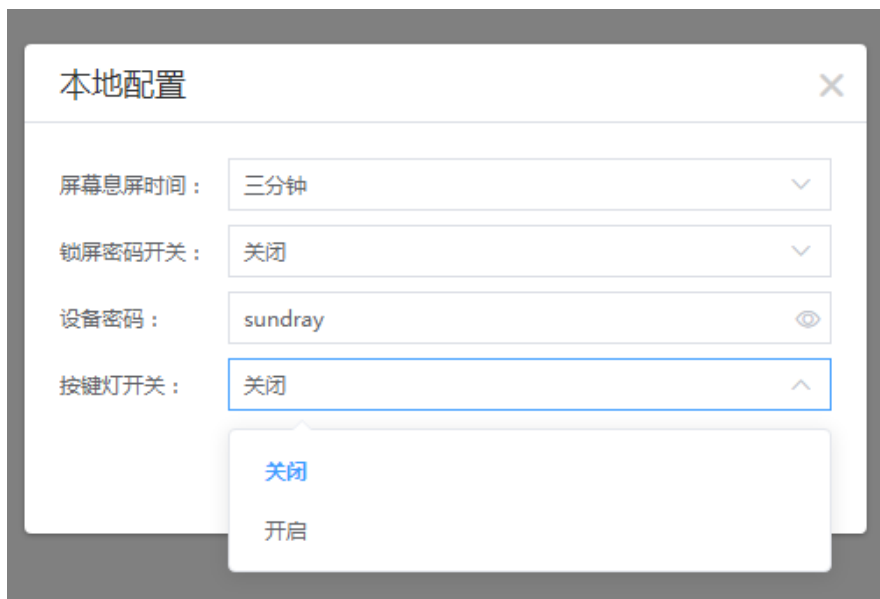 本地配置
屏幕息屏时间： 三分钟
锁屏密码开关： 关闭
设备密码： sundray
按键灯开关： 关闭
关闭
开启